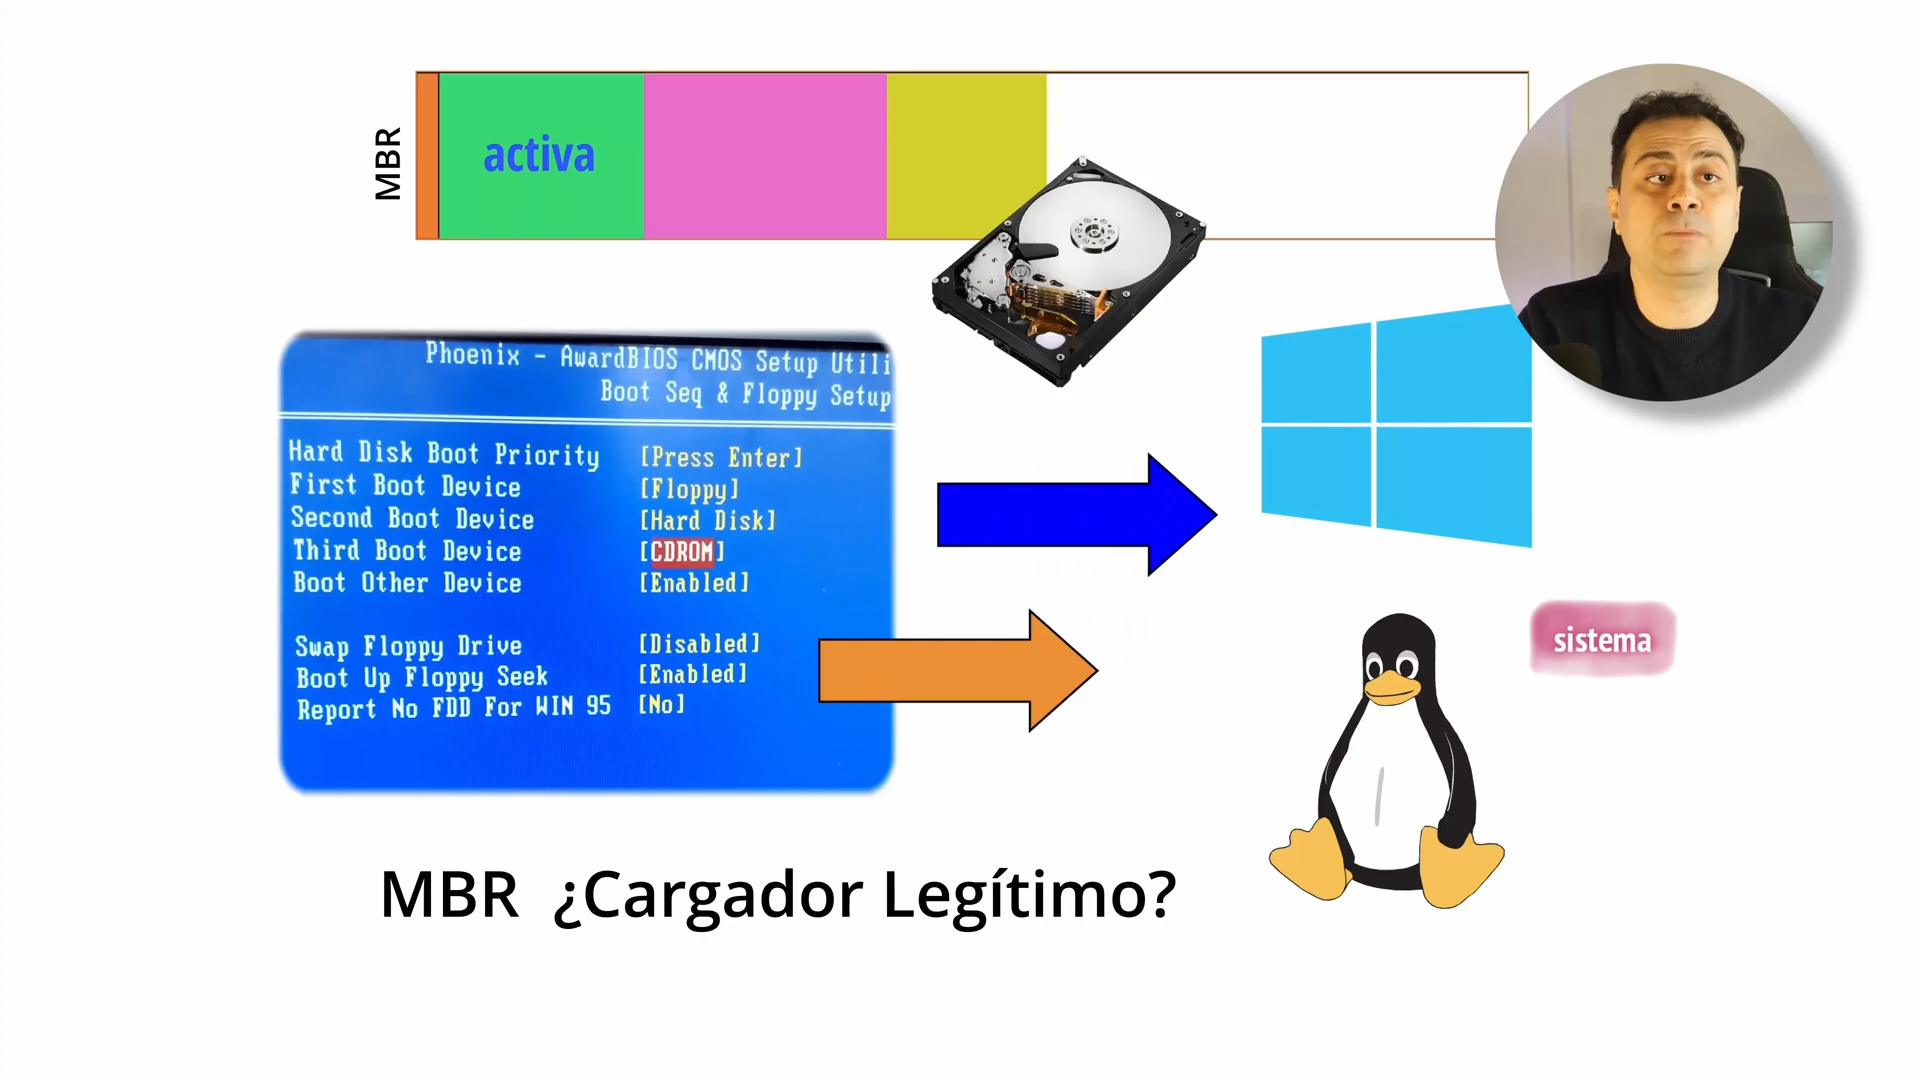 MBR
activa
Phoenix - AwardBIOS CMOS Setup Utili
Boot Seq & Floppy Setup
Hard Disk Boot Priority [Press Enter]
First Boot Device [Floppy]
Second Boot Device [Hard Disk]
Third Boot Device [CDROM]
Boot Other Device [Enabled]
Swap Floppy Drive [Disabled]
Boot Up Floppy Seek [Enabled]
Report No FDD For WIN 95 [No]
sistema
MBR ¿Cargador Legítimo?